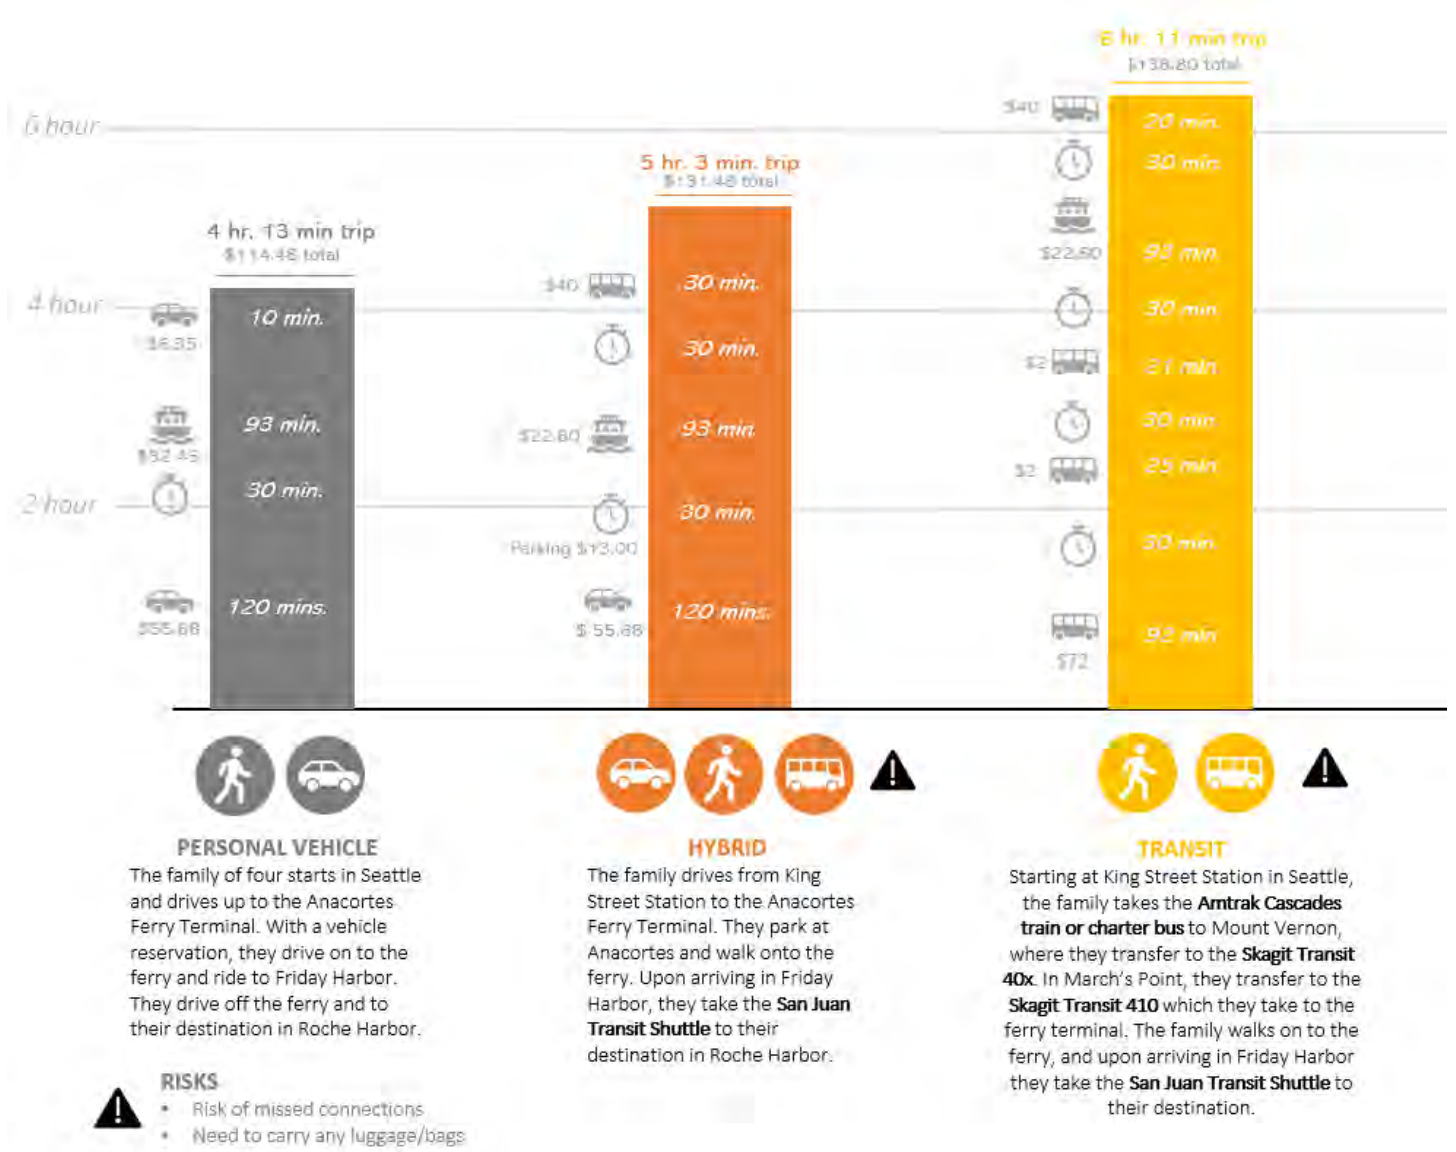 6 hr. 11 min trip
$138.80 total
6 hour
$40
20 min.
30 min.
5 hr. 3 min. trip
$131.48 total
4 hr. 13 min trip
$114.48 total
$22.80
93 min.
4 hour
$40
30 min.
10 min.
$6.35
30 min.
30 min.
$2
$22.80
93 min.
93 min.
$52.45
30 min.
$2
25 min
2 hour
30 min.
30 min.
Parking $13.00
30 min.
120 mins.
$55.68
120 mins.
$ 55.68
$72
PERSONAL VEHICLE
The family of four starts in Seattle
and drives up to the Anacortes
Ferry Terminal. With a vehicle
reservation, they drive on to the
ferry and ride to Friday Harbor.
They drive off the ferry and to
their destination in Roche Harbor.
HYBRID
The family drives from King
Street Station to the Anacortes
Ferry Terminal. They park at
Anacortes and walk onto the
ferry. Upon arriving in Friday
Harbor, they take the San Juan
Transit Shuttle to their
destination in Roche Harbor.
TRANSIT
Starting at King Street Station in Seattle,
the family takes the Amtrak Cascades
train or charter bus to Mount Vernon,
where they transfer to the Skagit Transit
40x. In March's Point, they transfer to the
Skagit Transit 410 which they take to the
ferry terminal. The family walks on to the
ferry, and upon arriving in Friday Harbor
they take the San Juan Transit Shuttle to
their destination.
RISKS
• Risk of missed connections
• Need to carry any luggage/bags